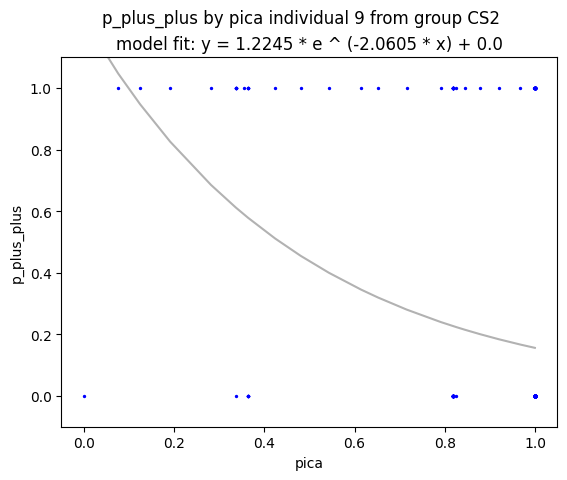 p_plus_plus by pica individual 9 from group CS2
model fit: y = 1.2245 * e ^ (-2.0605 * x) + 0.0
1.0
0.8
0.6
0.4
0.2
0.0
p_plus_plus
0.0 0.2 0.4 0.6 0.8 1.0
pica